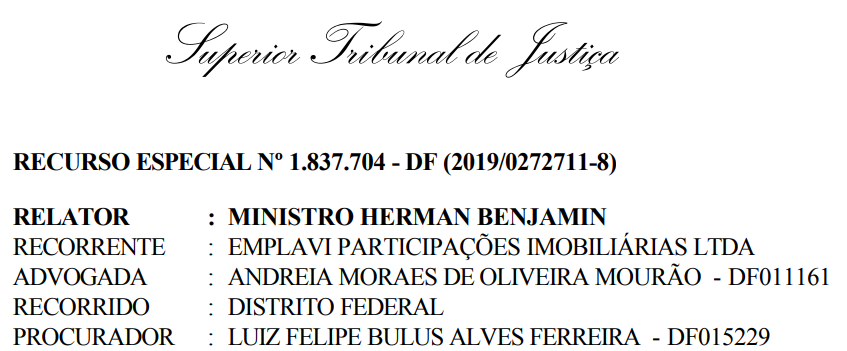 Superior Tribunal de Justiça
RECURSO ESPECIAL Nº 1.837.704 - DF (2019/0272711-8)
RELATOR : MINISTRO HERMAN BENJAMIN
RECORRENTE : EMPLAVI PARTICIPAÇÕES IMOBILIÁRIAS LTDA
ADVOGADA : ANDREIA MORAES DE OLIVEIRA MOURÃO - DF011161
RECORRIDO : DISTRITO FEDERAL
PROCURADOR : LUIZ FELIPE BULUS ALVES FERREIRA - DF015229